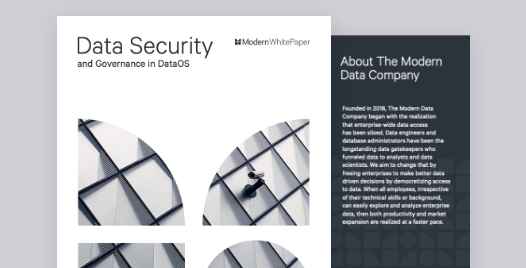 Data Security
and Governance in DataOS
ModernWhitePaper
About The Modern
Data Company
Founded in 2018, The Modern Data
Company began with the realization
that enterprise-wide data access
has been siloed. Data engineers and
database administrators have been the
longstanding data gatekeepers who
funneled data to analysts and data
scientists. We aim to change that by
freeing enterprises to make better data
driven decisions by democratizing access
to data. When all employees, irrespective
of their technical skills or background,
can easily explore and analyze enterprise
data, then both productivity and market
expansion are realized at a faster pace.